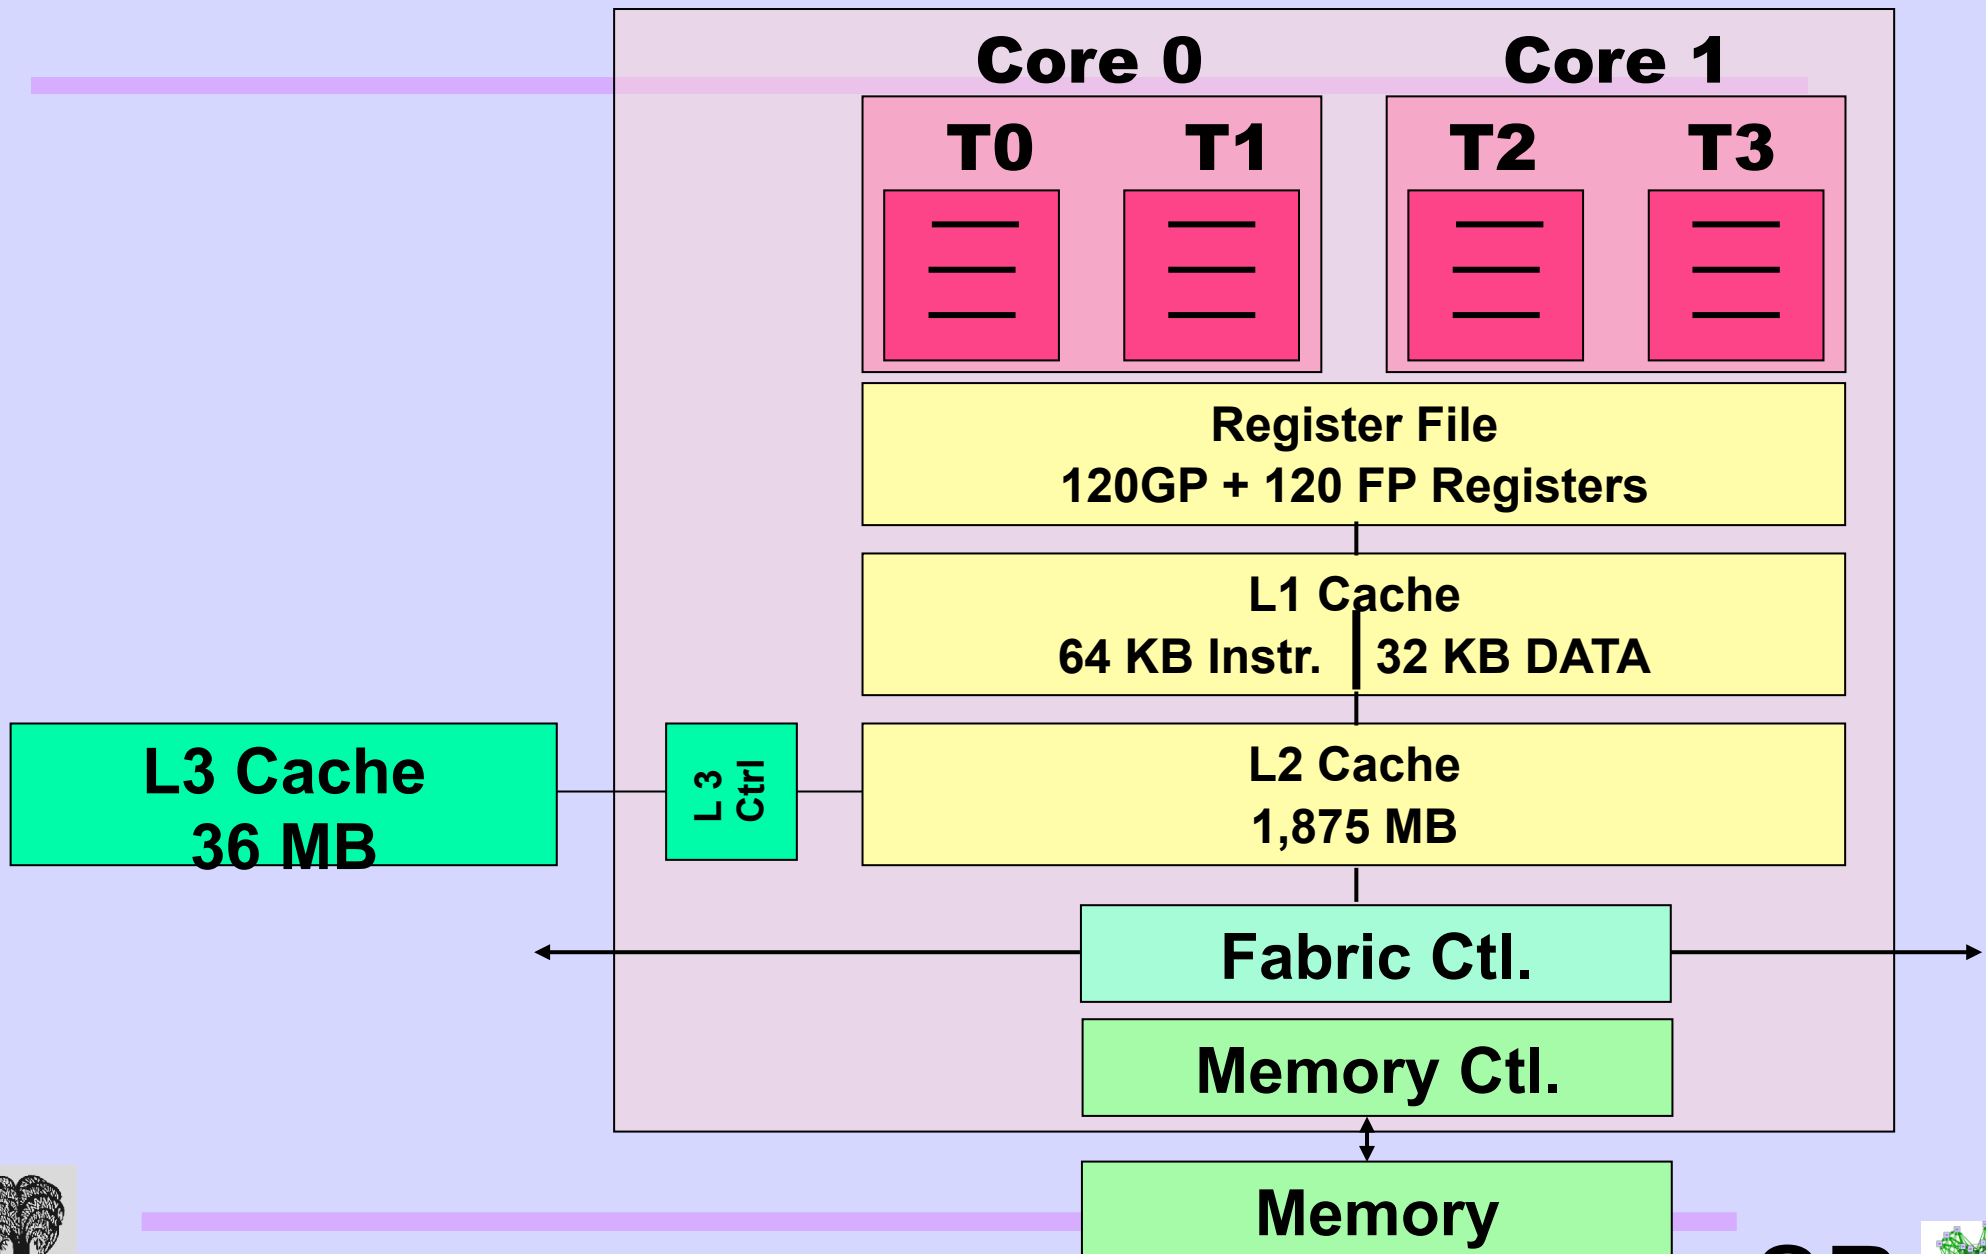 Core 0 Core 1
T0 T1 T2 T3
Register File
120GP + 120 FP Registers
L1 Cache
64 KB Instr. 32 KB DATA
L3 Cache
36 MB
L 3
Ctrl
L2 Cache
1,875 MB
Fabric Ctl.
Memory Ctl.
Memory